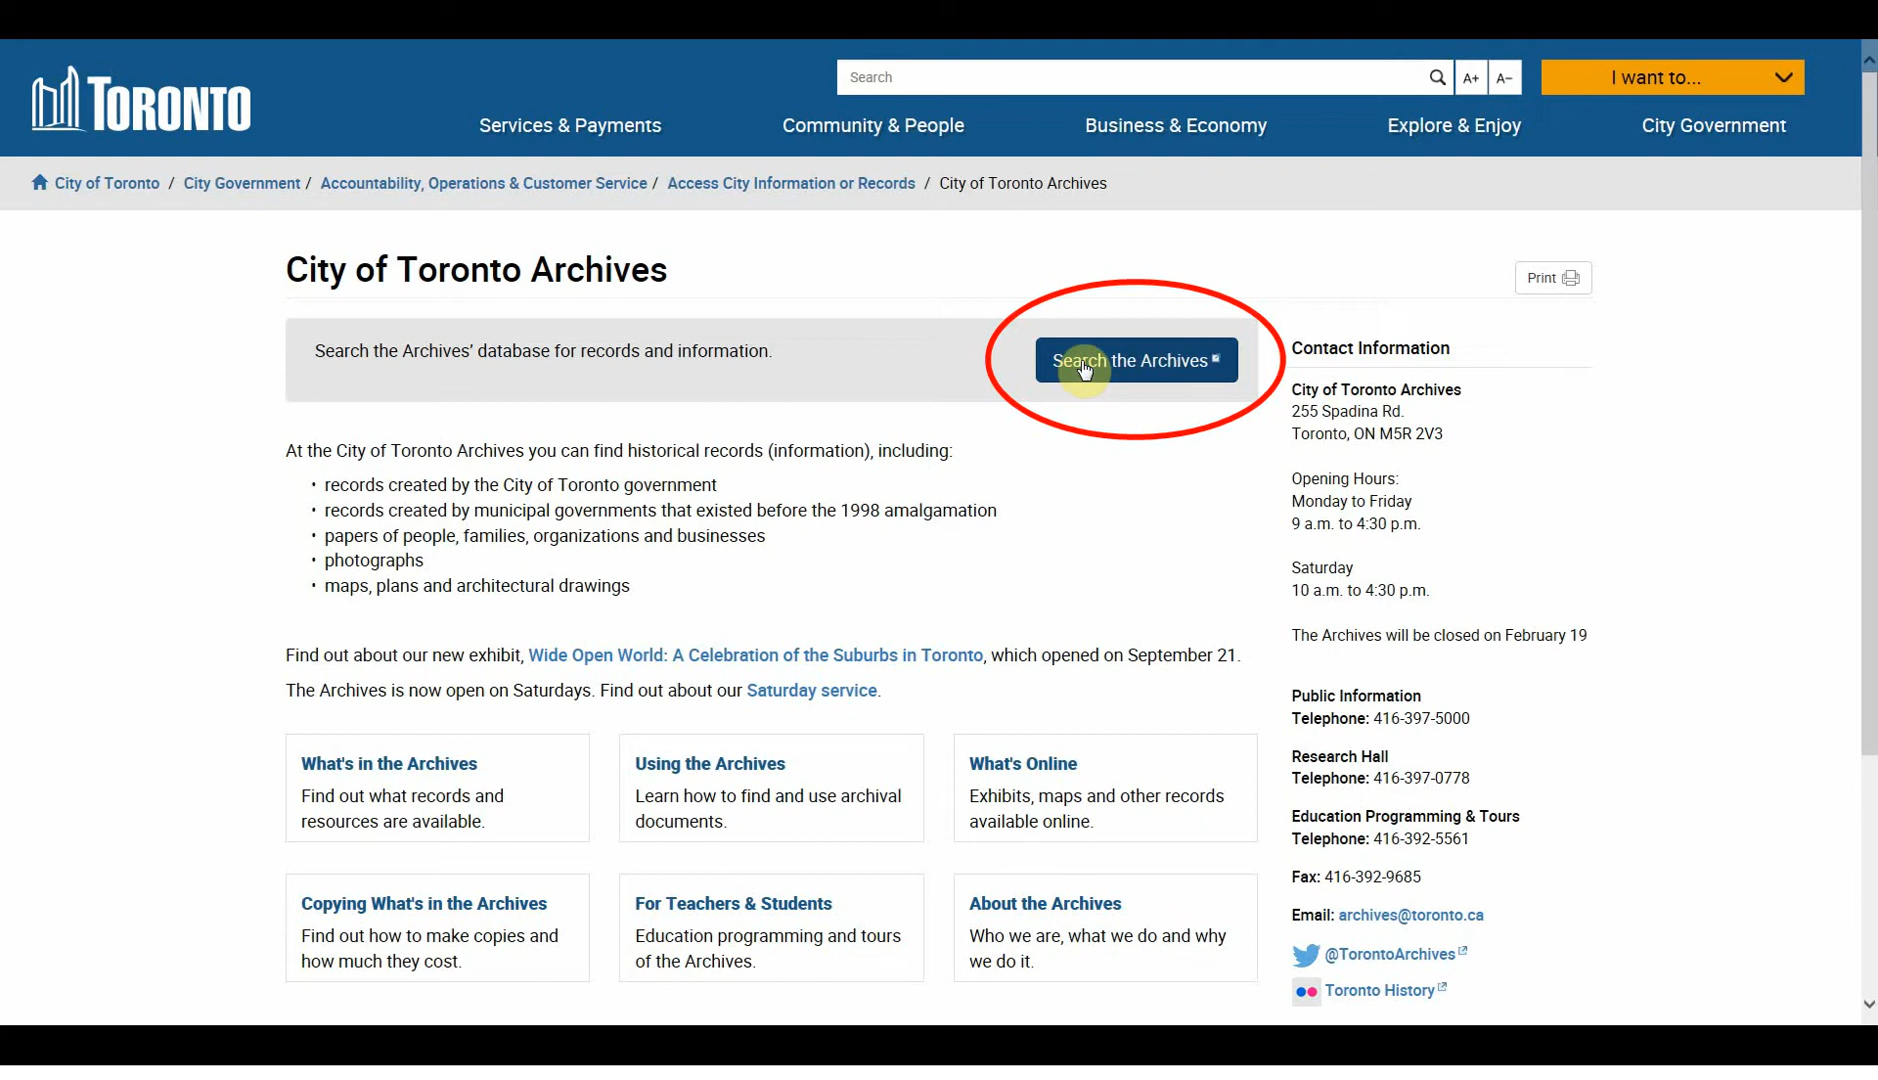 TORONTO
Search
A+ A-
I want to...
Services & Payments
Community & People
Business & Economy
Explore & Enjoy
City Government
City of Toronto / City Government / Accountability, Operations & Customer Service / Access City Information or Records / City of Toronto Archives
City of Toronto Archives
Print
Search the Archives' database for records and information.
Search the Archives
At the City of Toronto Archives you can find historical records (information), including:
• records created by the City of Toronto government
• records created by municipal governments that existed before the 1998 amalgamation
• papers of people, families, organizations and businesses
• photographs
• maps, plans and architectural drawings
Find out about our new exhibit, Wide Open World: A Celebration of the Suburbs in Toronto, which opened on September 21.
The Archives is now open on Saturdays. Find out about our Saturday service.
What's in the Archives
Find out what records and
resources are available.
Using the Archives
Learn how to find and use archival
documents.
What's Online
Exhibits, maps and other records
available online.
Copying What's in the Archives
Find out how to make copies and
how much they cost.
For Teachers & Students
Education programming and tours
of the Archives.
About the Archives
Who we are, what we do and why
we do it.
Contact Information
City of Toronto Archives
255 Spadina Rd.
Toronto, ON M5R 2V3
Opening Hours:
Monday to Friday
9 a.m. to 4:30 p.m.
Saturday
10 a.m. to 4:30 p.m.
The Archives will be closed on February 19
Public Information
Telephone: 416-397-5000
Research Hall
Telephone: 416-397-0778
Education Programming & Tours
Telephone: 416-392-5561
Fax: 416-392-9685
Email: archives@toronto.ca
@TorontoArchives
Toronto History